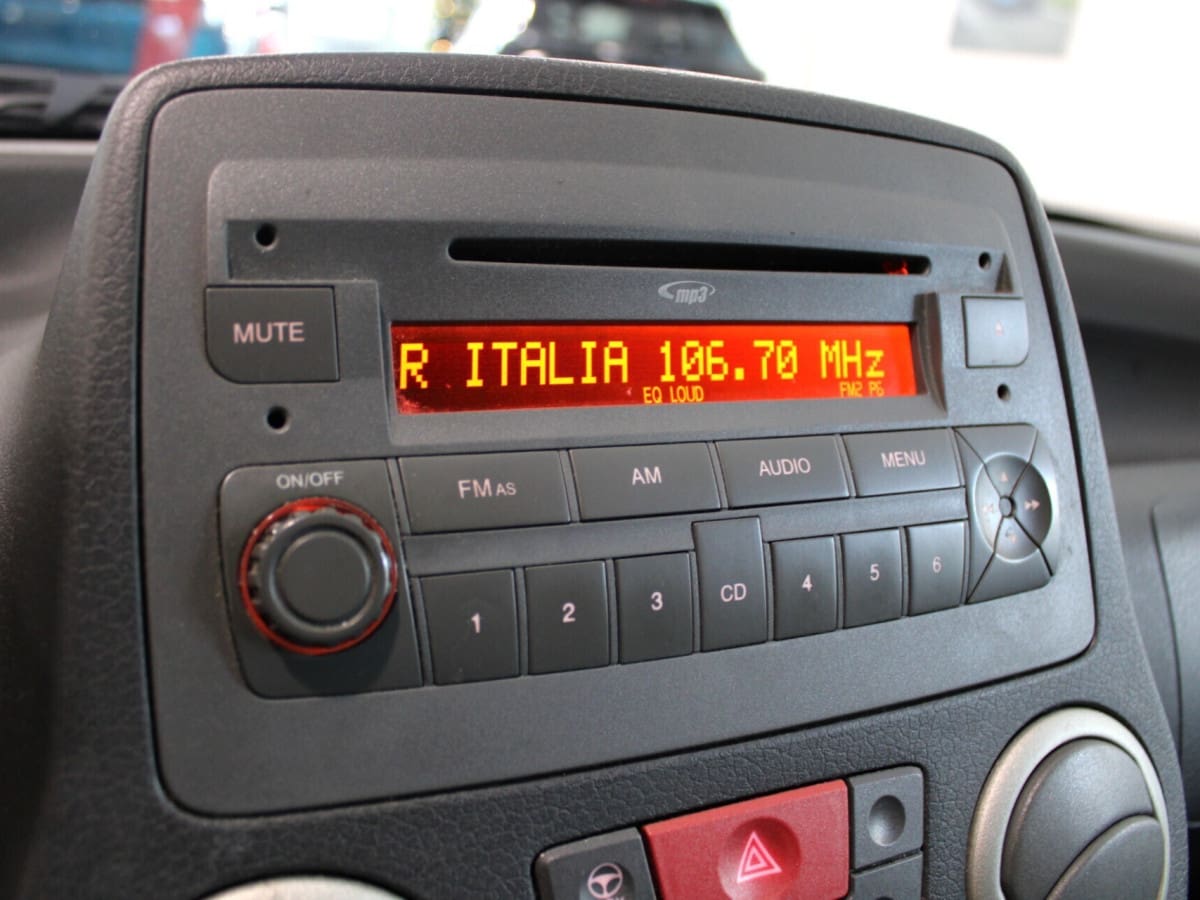 mp3
MUTE
R ITALIA 106.70 MHz
EQ LOUD FM2 P6
ON/OFF
FM AS
AM
AUDIO
MENU
1
2
3
CD
4
5
6